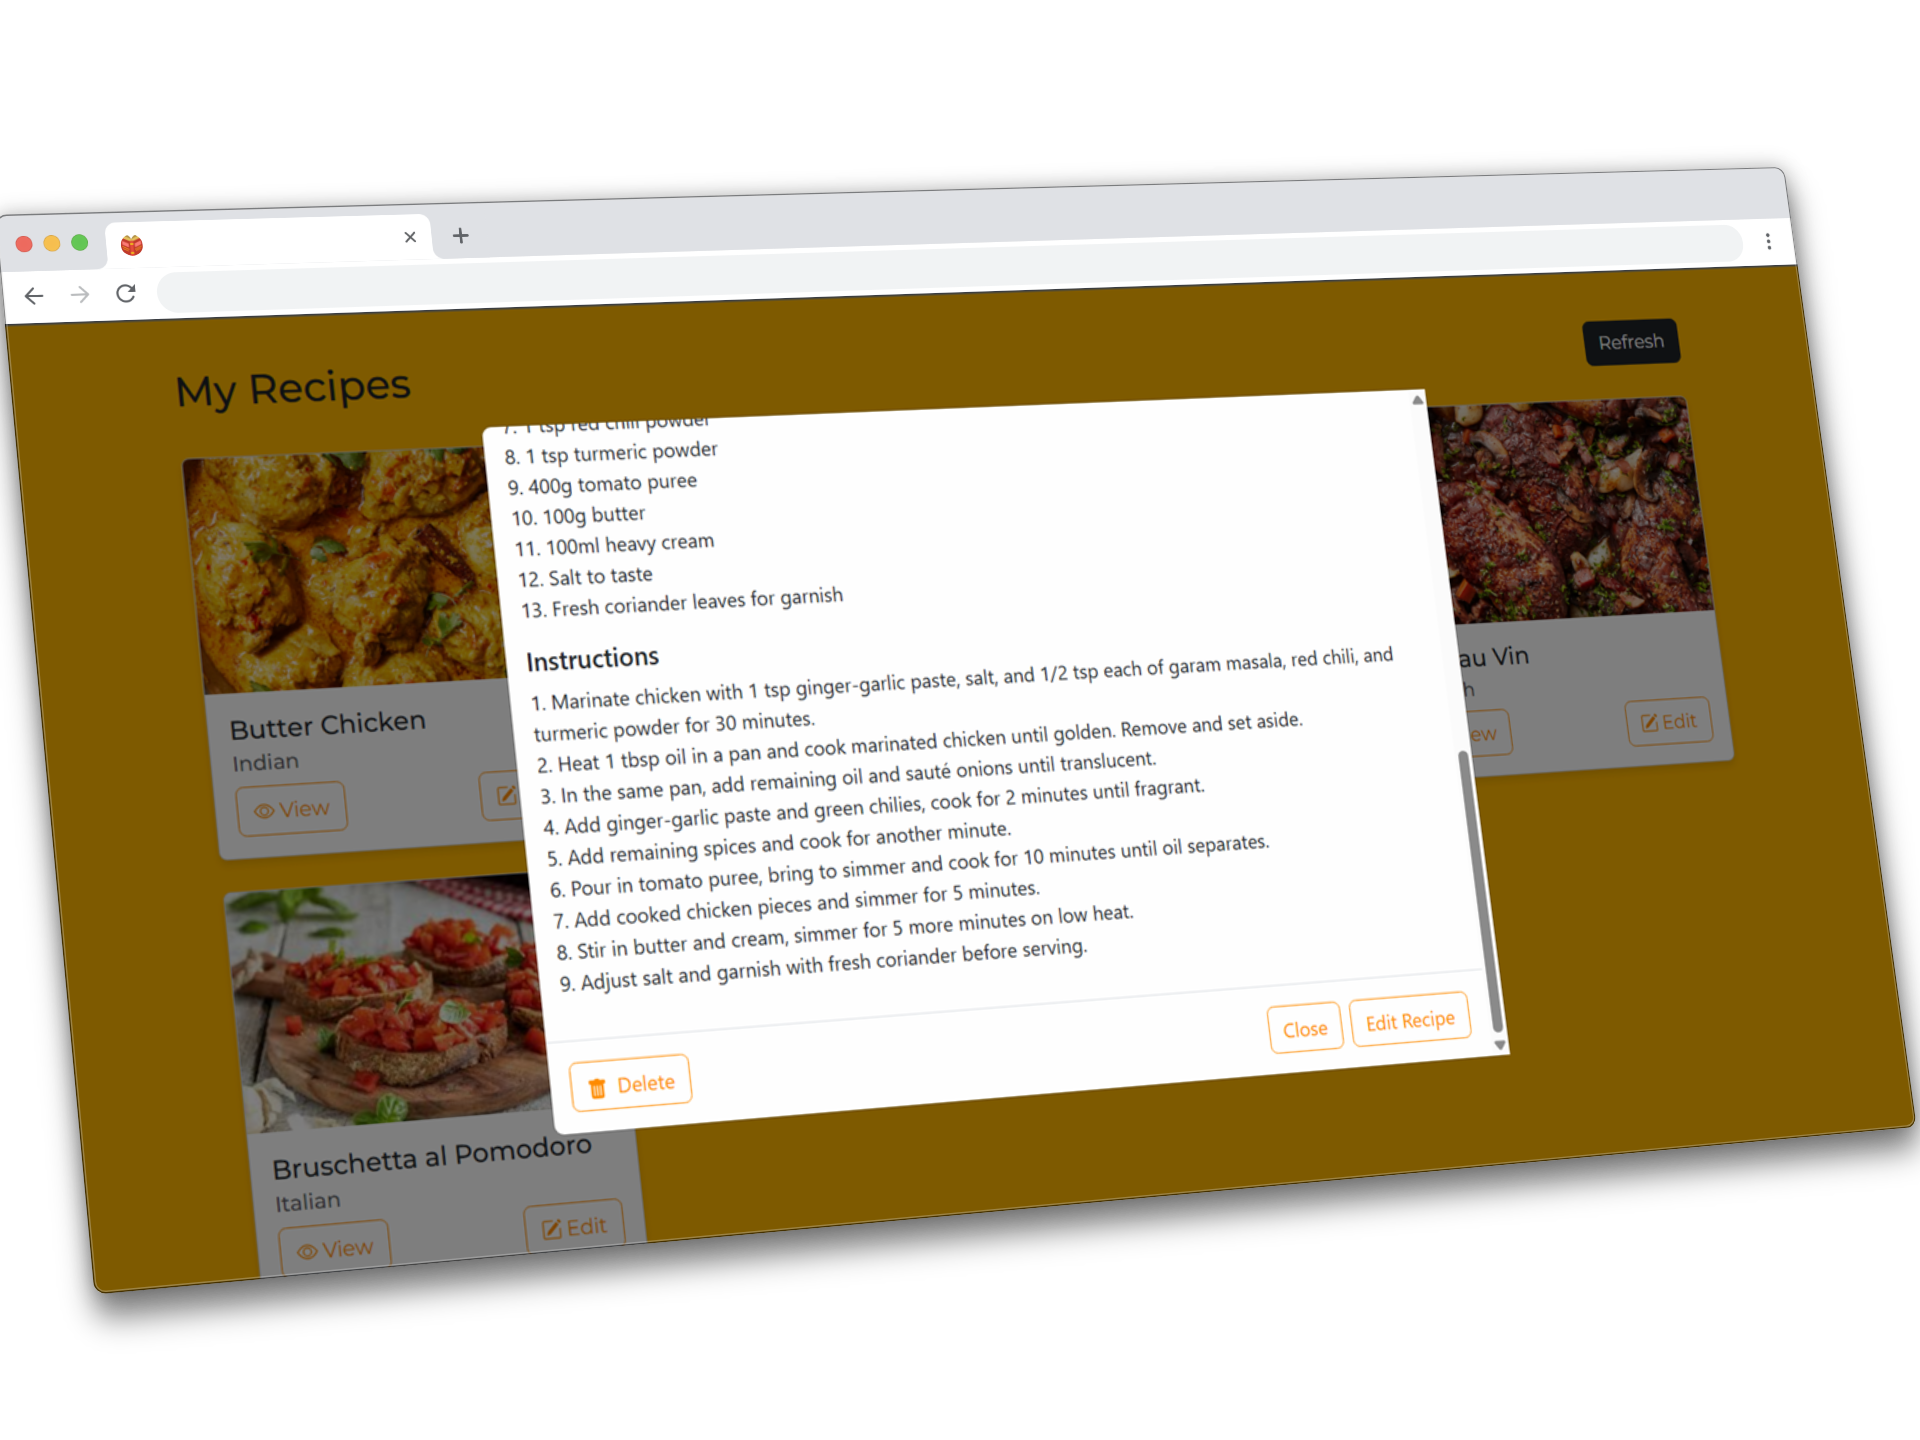 My Recipes
Refresh
7. 1 tsp red chili powder
8. 1 tsp turmeric powder
9. 400g tomato puree
10. 100g butter
11. 100ml heavy cream
12. Salt to taste
13. Fresh coriander leaves for garnish
Instructions
1. Marinate chicken with 1 tsp ginger-garlic paste, salt, and 1/2 tsp each of garam masala, red chili, and
turmeric powder for 30 minutes.
2. Heat 1 tbsp oil in a pan and cook marinated chicken until golden. Remove and set aside.
3. In the same pan, add remaining oil and sauté onions until translucent.
4. Add ginger-garlic paste and green chilies, cook for 2 minutes until fragrant.
5. Add remaining spices and cook for another minute.
6. Pour in tomato puree, bring to simmer and cook for 10 minutes until oil separates.
7. Add cooked chicken pieces and simmer for 5 minutes.
8. Stir in butter and cream, simmer for 5 more minutes on low heat.
9. Adjust salt and garnish with fresh coriander before serving.
Delete
Close
Edit Recipe
Butter Chicken
Indian
View
au Vin
Edit
Bruschetta al Pomodoro
Italian
View
Edit